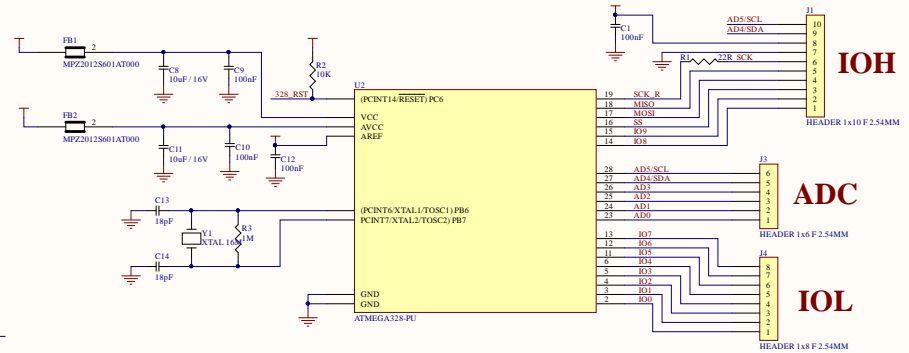 FB1
2
MPZ2012S601AT000
C8
10uF / 16V
C9
100nF
R2
10K
328_RST
FB2
2
MPZ2012S601AT000
C11
10uF / 16V
C10
100nF
C12
100nF
C13
18pF
Y1
XTAL 16M
R3
1M
C14
18pF
U2
(PCINT14/RESET) PC6
VCC
AVCC
AREF
(PCINT6/XTAL1/TOSC1) PB6
PCINT7/XTAL2/TOSC2) PB7
GND
GND
ATMEGA328-PU
19 SCK_R
18 MISO
17 MOSI
16 SS
15 IO9
14 IO8
28 AD5/SCL
27 AD4/SDA
26 AD3
25 AD2
24 AD1
23 AD0
13 IO7
12 IO6
11 IO5
6 IO4
5 IO3
4 IO2
3 IO1
2 IO0
C1
100nF
R1
22R
SCK
AD5/SCL
AD4/SDA
J1
10
9
8
7
6
5
4
3
2
1
IOH
HEADER 1x10 F 2.54MM
J3
6
5
4
3
2
1
ADC
HEADER 1x6 F 2.54MM
J4
8
7
6
5
4
3
2
1
IOL
HEADER 1x8 F 2.54MM